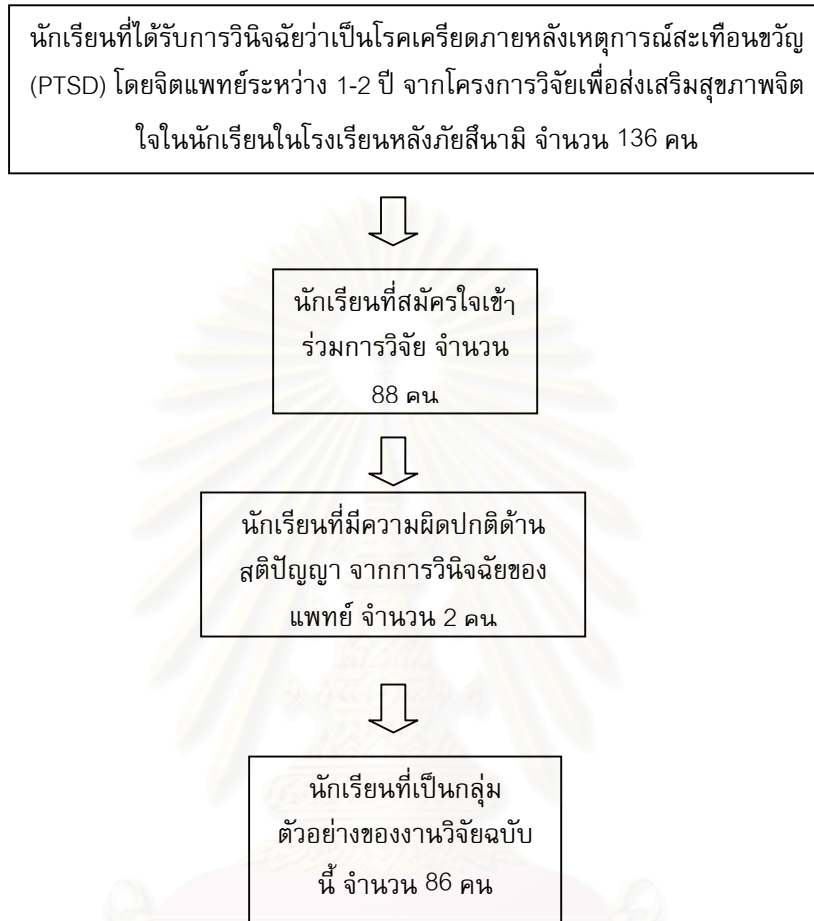 นักเรียนที่ได้รับการวินิจฉัยว่าเป็นโรคเครียดภายหลังเหตุการณ์สะเทือนขวัญ
(PTSD) โดยจิตแพทย์ระหว่าง 1-2 ปี จากโครงการวิจัยเพื่อส่งเสริมสุขภาพจิต
ใจในนักเรียนในโรงเรียนหลังภัยสึนามิ จำนวน 136 คน
นักเรียนที่สมัครใจเข้า
ร่วมการวิจัย จำนวน
88 คน
นักเรียนที่มีความผิดปกติด้าน
สติปัญญา จากการวินิจฉัยของ
แพทย์ จำนวน 2 คน
นักเรียนที่เป็นกลุ่ม
ตัวอย่างของงานวิจัยฉบับ
นี้ จำนวน 86 คน